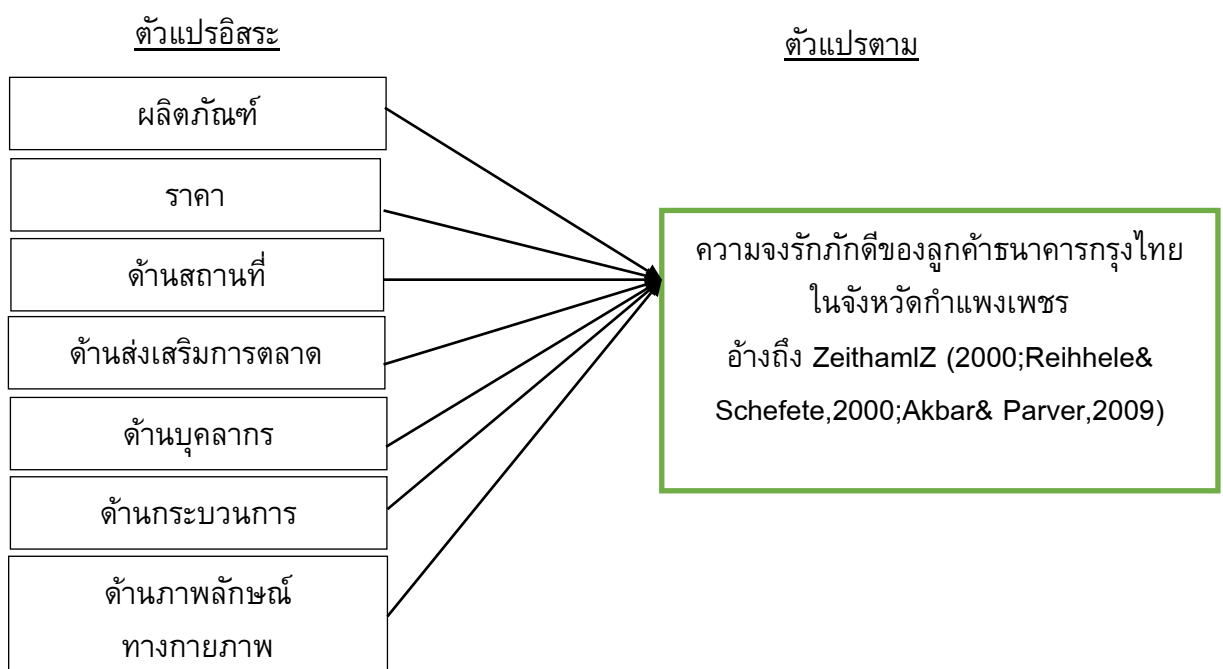 ตัวแปรอิสระ
ตัวแปรตาม
ผลิตภัณฑ์
ราคา
ด้านสถานที่
ด้านส่งเสริมการตลาด
ด้านบุคลากร
ด้านกระบวนการ
ด้านภาพลักษณ์
ทางกายภาพ
ความจงรักภักดีของลูกค้าธนาคารกรุงไทย
ในจังหวัดกำแพงเพชร
อ้างถึง ZeithamlZ (2000;Reihhele&
Schefete,2000;Akbar& Parver,2009)